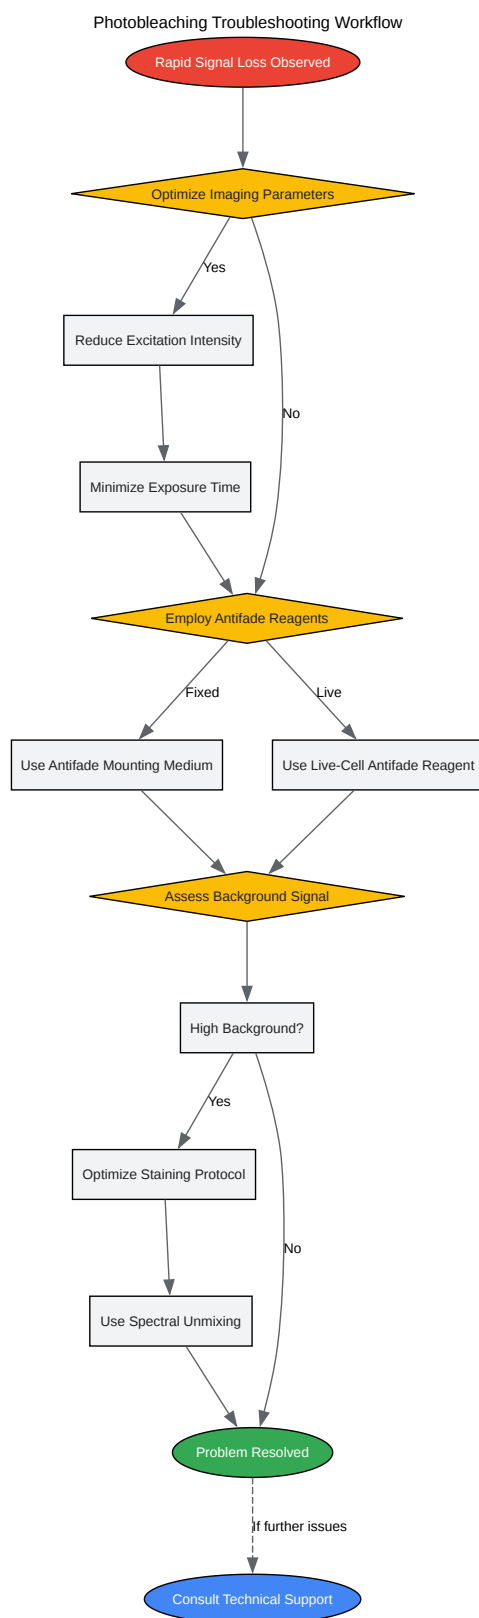 Photobleaching Troubleshooting Workflow
Rapid Signal Loss Observed
Optimize Imaging Parameters
Yes
Reduce Excitation Intensity
No
Minimize Exposure Time
Employ Antifade Reagents
Fixed
Live
Use Antifade Mounting Medium
Use Live-Cell Antifade Reagent
Assess Background Signal
High Background?
Yes
Optimize Staining Protocol
No
Use Spectral Unmixing
Problem Resolved
If further issues
Consult Technical Support